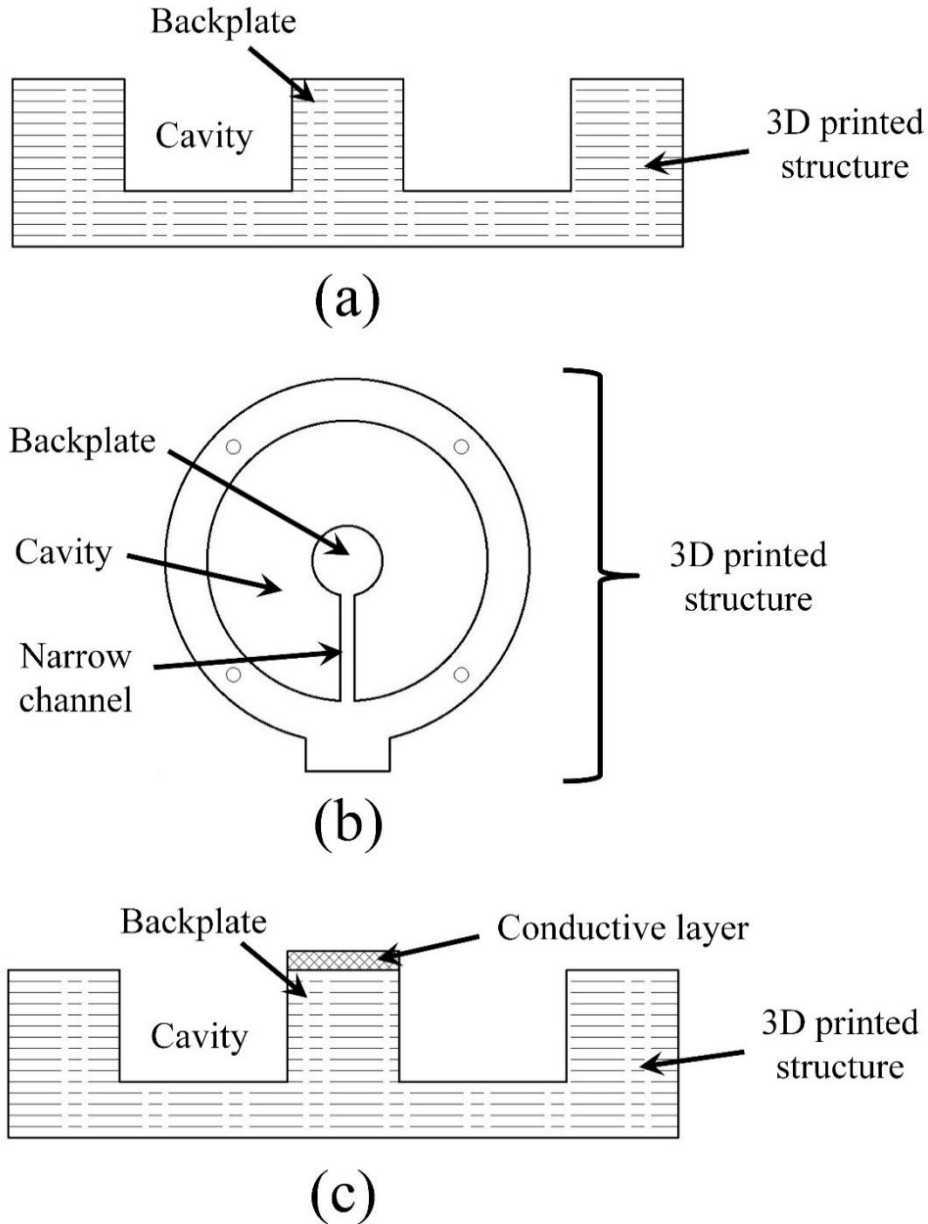 Backplate
Cavity
3D printed
structure
(a)
Backplate
Cavity
Narrow
channel
3D printed
structure
(b)
Backplate
Conductive layer
Cavity
3D printed
structure
(c)